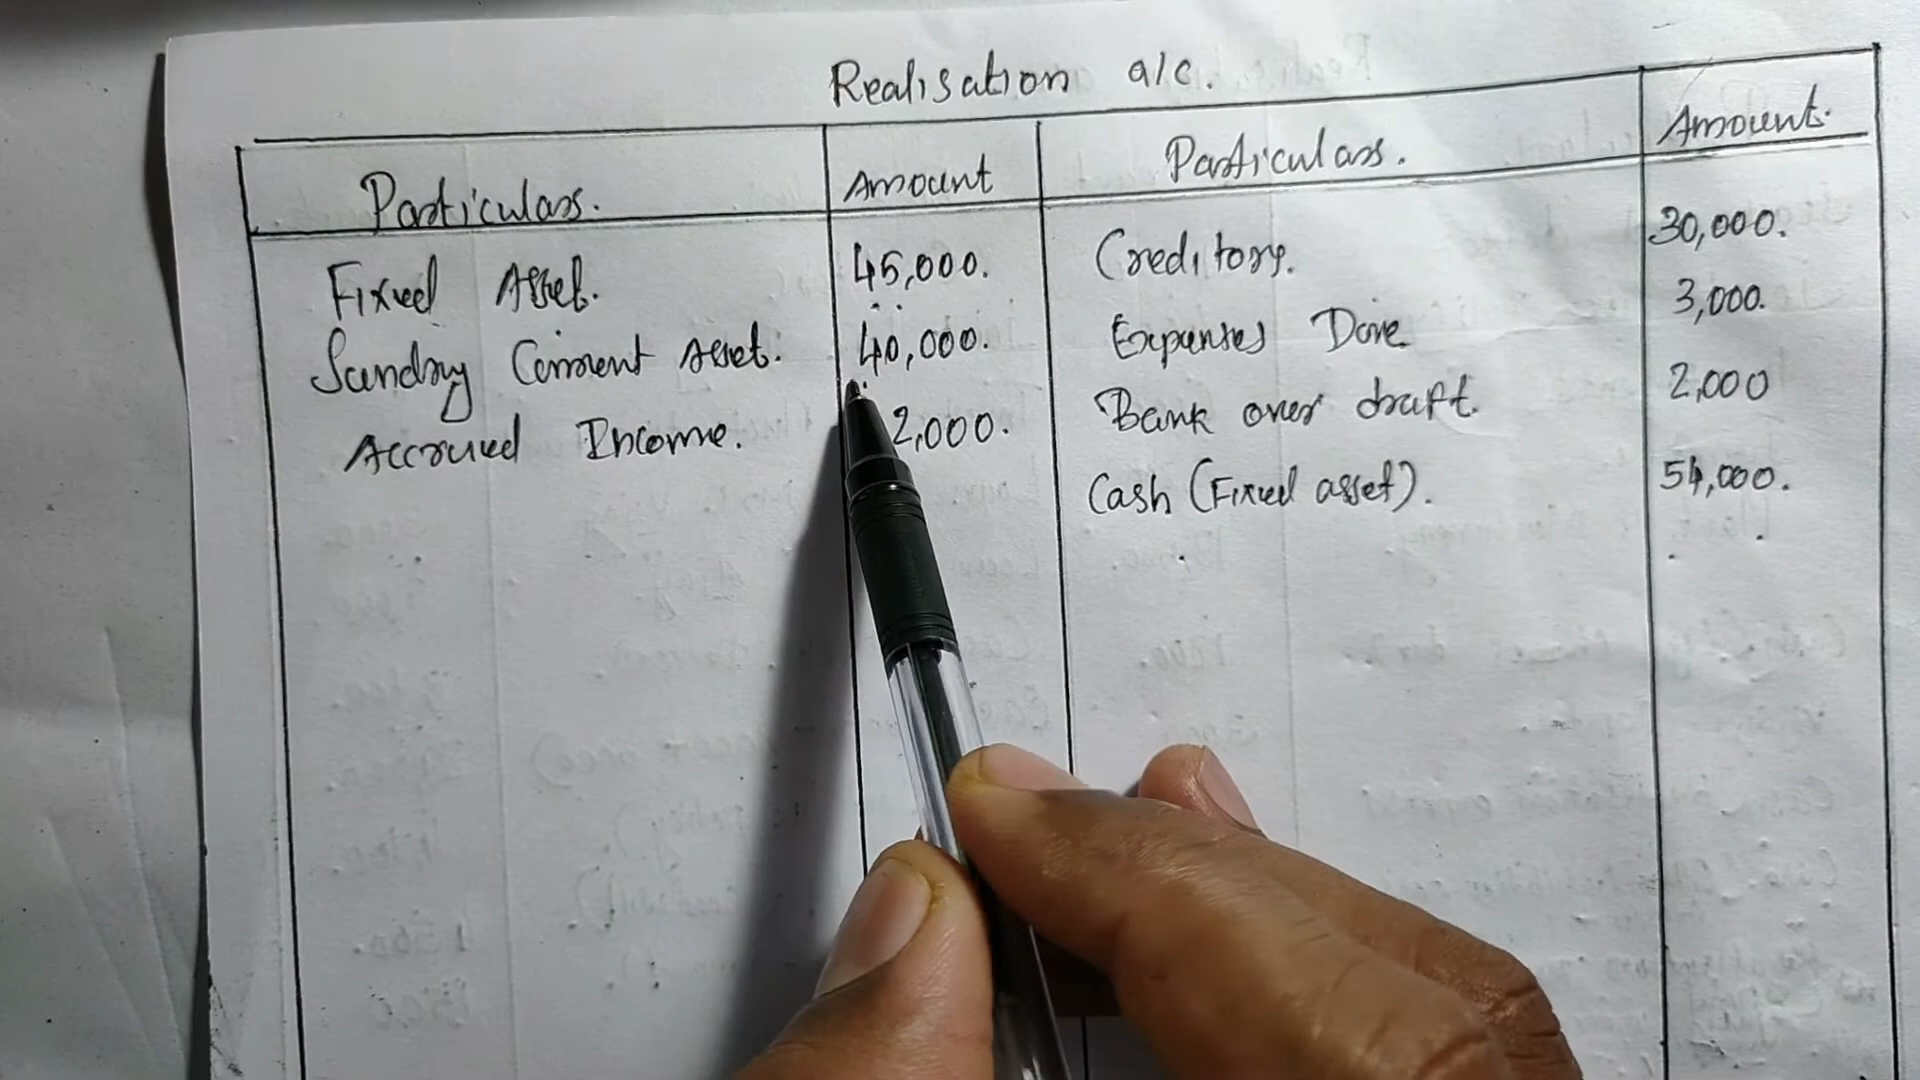 Realisation a/c.
Particulars. Amount Particulars. Amount.
Fixed Asset. 45,000. Creditors. 30,000.
Sundry Current Asset. 40,000. Expenses Done 3,000.
Accrued Income. 2,000. Bank over draft. 2,000
Cash (Fixed asset). 54,000.